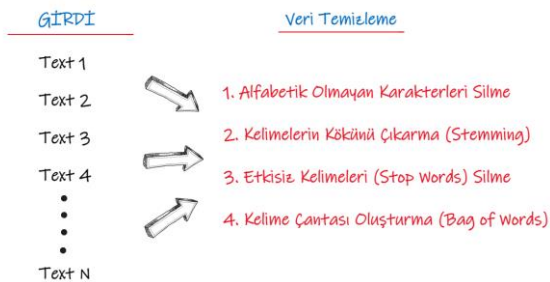 GİRDİ
Text 1
Text 2
Text 3
Text 4
Text N
Veri Temizleme
1. Alfabetik Olmayan Karakterleri Silme
2. Kelimelerin Kökünü Çıkarma (Stemming)
3. Etkisiz Kelimeleri (Stop Words) Silme
4. Kelime Çantası Oluşturma (Bag of Words)